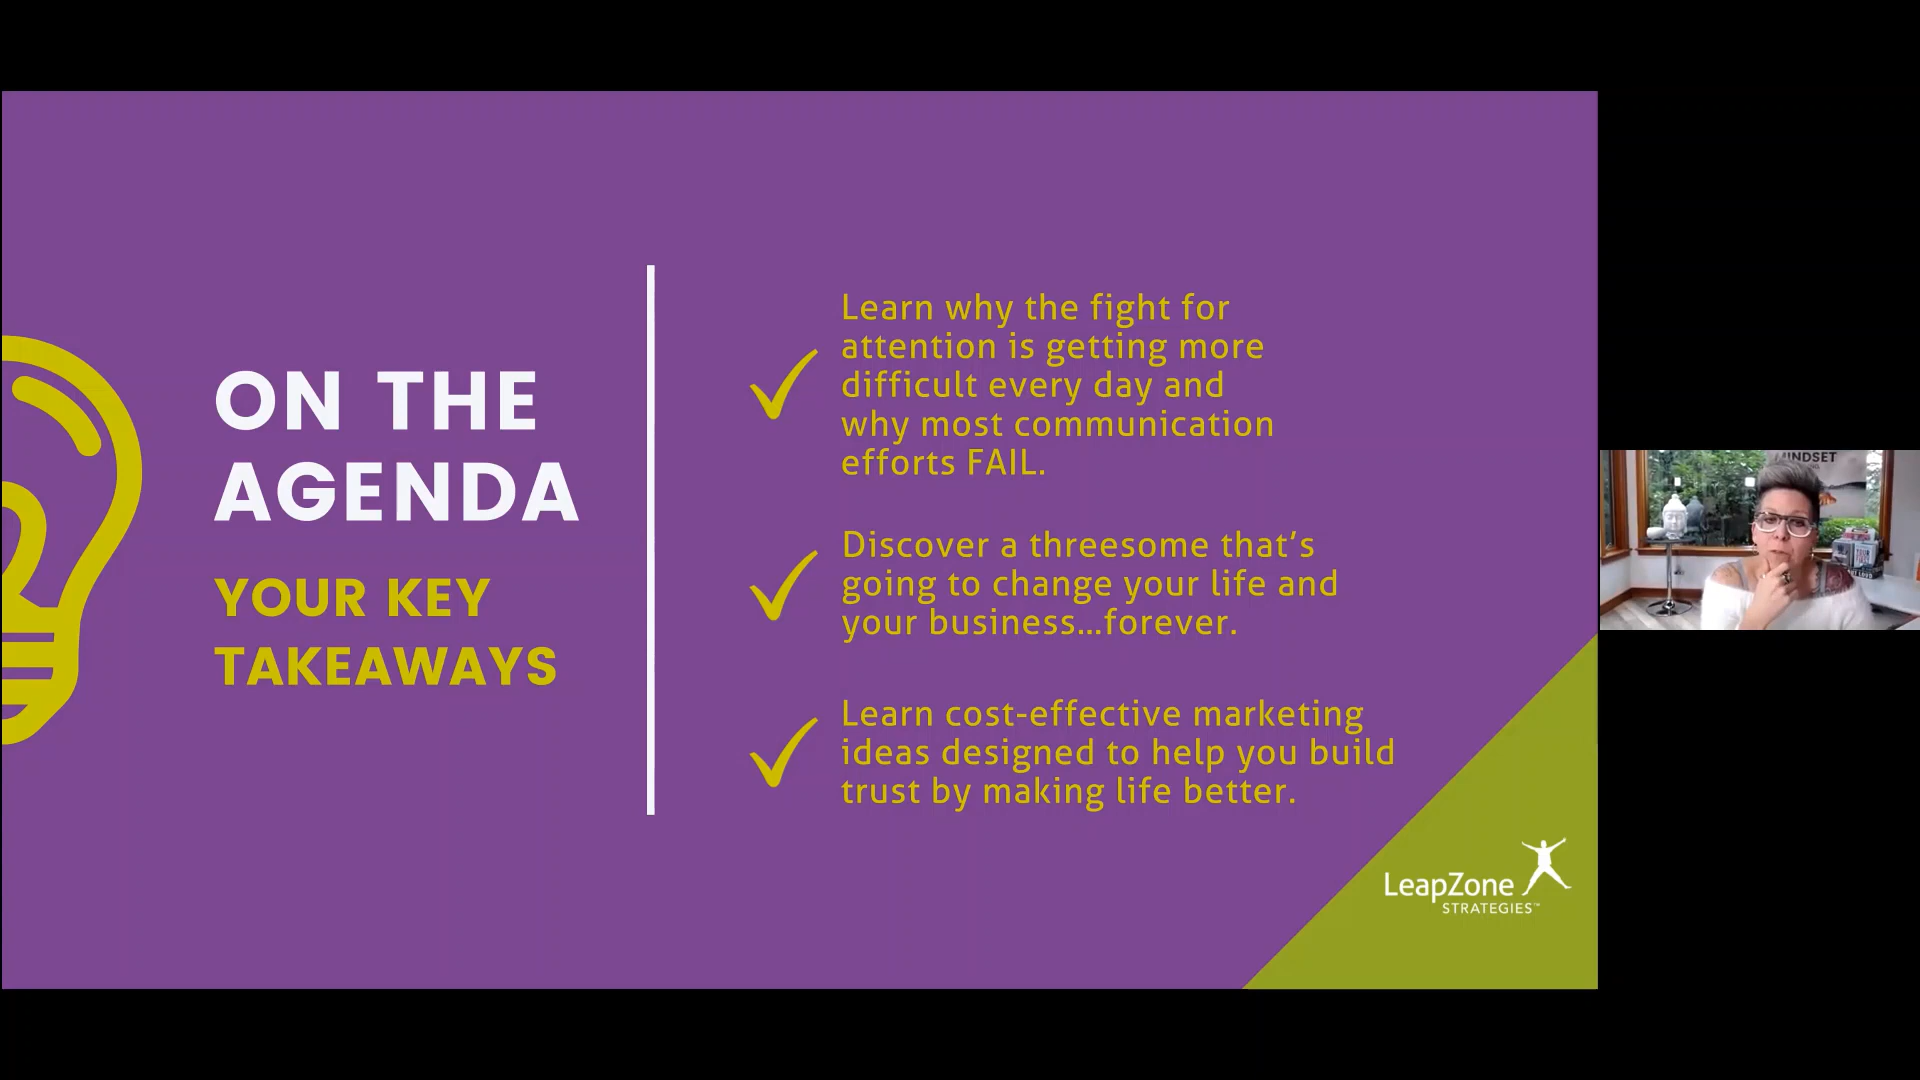 ON THE
AGENDA
YOUR KEY
TAKEAWAYS
Learn why the fight for
attention is getting more
difficult every day and
why most communication
efforts FAIL.
Discover a threesome that's
going to change your life and
your business...forever.
Learn cost-effective marketing
ideas designed to help you build
trust by making life better.
LeapZone
STRATEGIES™
MINDSET